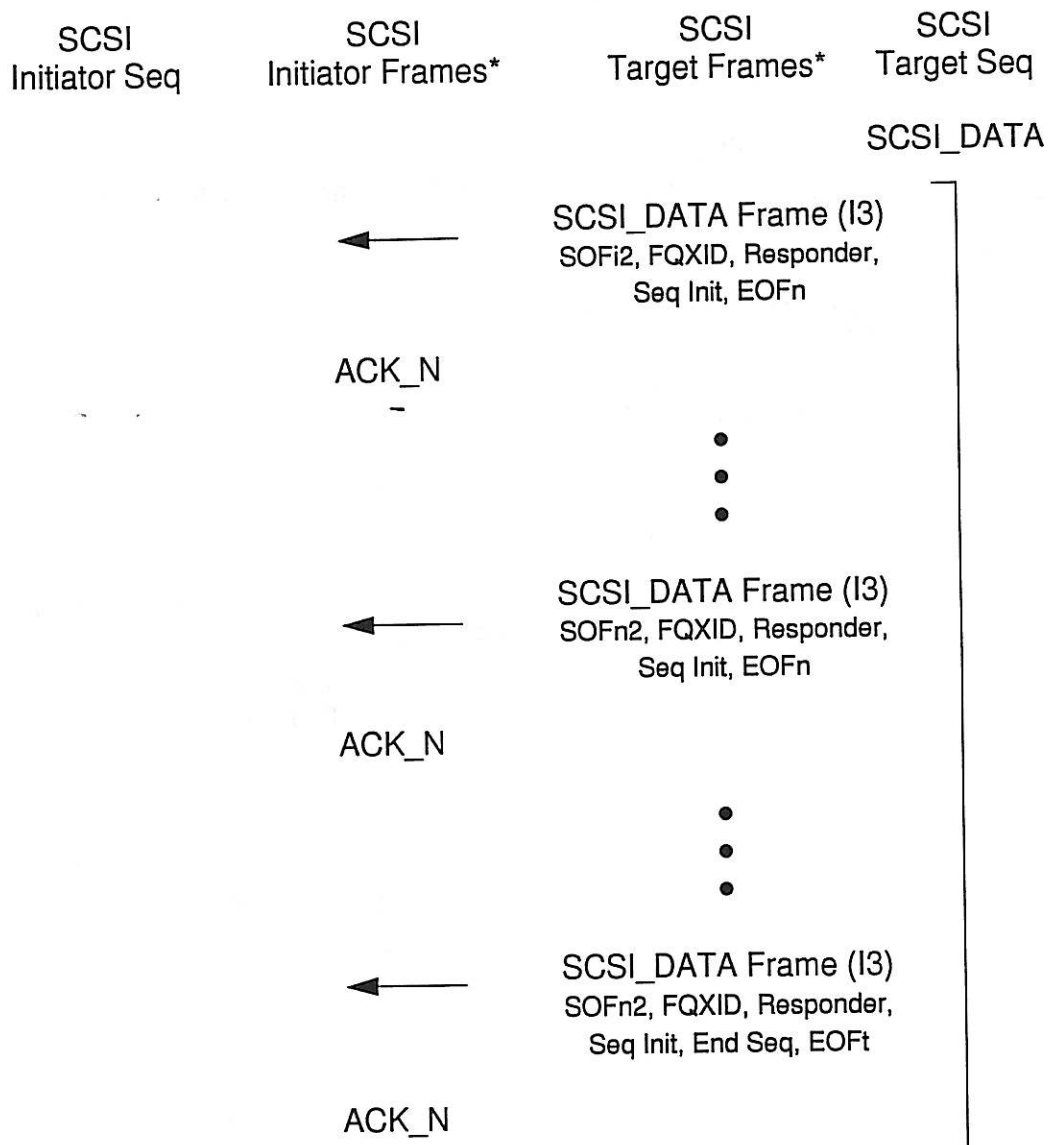 SCSI
Initiator Seq
SCSI
Initiator Frames*
SCSI
Target Frames*
SCSI
Target Seq
SCSI_DATA
SCSI_DATA Frame (I3)
SOFi2, FQXID, Responder,
Seq Init, EOFn
ACK_N
SCSI_DATA Frame (I3)
SOFn2, FQXID, Responder,
Seq Init, EOFn
ACK_N
SCSI_DATA Frame (I3)
SOFn2, FQXID, Responder,
Seq Init, End Seq, EOFt
ACK_N